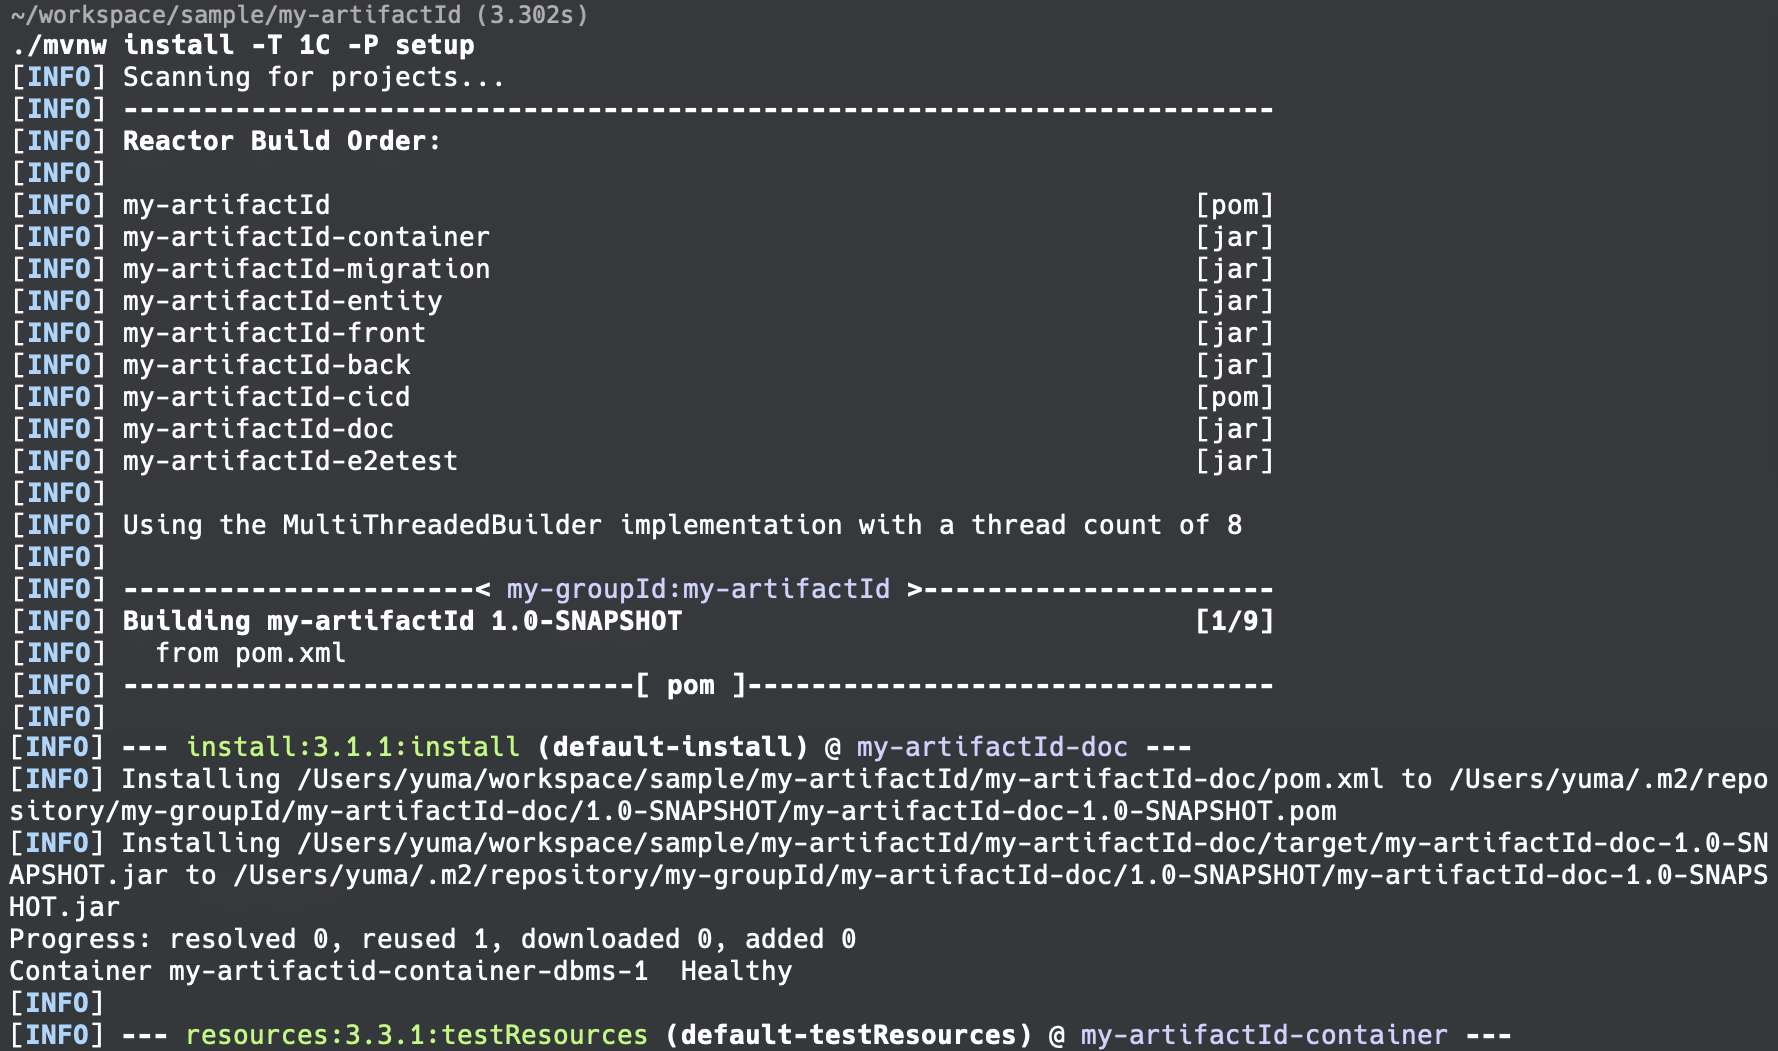 ~/workspace/sample/my-artifactId (3.302s)
./mvnw install -T 1C -P setup
[INFO] Scanning for projects...
[INFO] ------------------------------------------------------------------------
[INFO] Reactor Build Order:
[INFO]
[INFO] my-artifactId [pom]
[INFO] my-artifactId-container [jar]
[INFO] my-artifactId-migration [jar]
[INFO] my-artifactId-entity [jar]
[INFO] my-artifactId-front [jar]
[INFO] my-artifactId-back [jar]
[INFO] my-artifactId-cicd [pom]
[INFO] my-artifactId-doc [jar]
[INFO] my-artifactId-e2etest [jar]
[INFO]
[INFO] Using the MultiThreadedBuilder implementation with a thread count of 8
[INFO]
[INFO] ----------------------< my-groupId:my-artifactId >----------------------
[INFO] Building my-artifactId 1.0-SNAPSHOT [1/9]
[INFO]   from pom.xml
[INFO] --------------------------------[ pom ]---------------------------------
[INFO]
[INFO] --- install:3.1.1:install (default-install) @ my-artifactId-doc ---
[INFO] Installing /Users/yuma/workspace/sample/my-artifactId/my-artifactId-doc/pom.xml to /Users/yuma/.m2/repo
sitory/my-groupId/my-artifactId-doc/1.0-SNAPSHOT/my-artifactId-doc-1.0-SNAPSHOT.pom
[INFO] Installing /Users/yuma/workspace/sample/my-artifactId/my-artifactId-doc/target/my-artifactId-doc-1.0-SN
APSHOT.jar to /Users/yuma/.m2/repository/my-groupId/my-artifactId-doc/1.0-SNAPSHOT/my-artifactId-doc-1.0-SNAPS
HOT.jar
Progress: resolved 0, reused 1, downloaded 0, added 0
Container my-artifactid-container-dbms-1  Healthy
[INFO]
[INFO] --- resources:3.3.1:testResources (default-testResources) @ my-artifactId-container ---